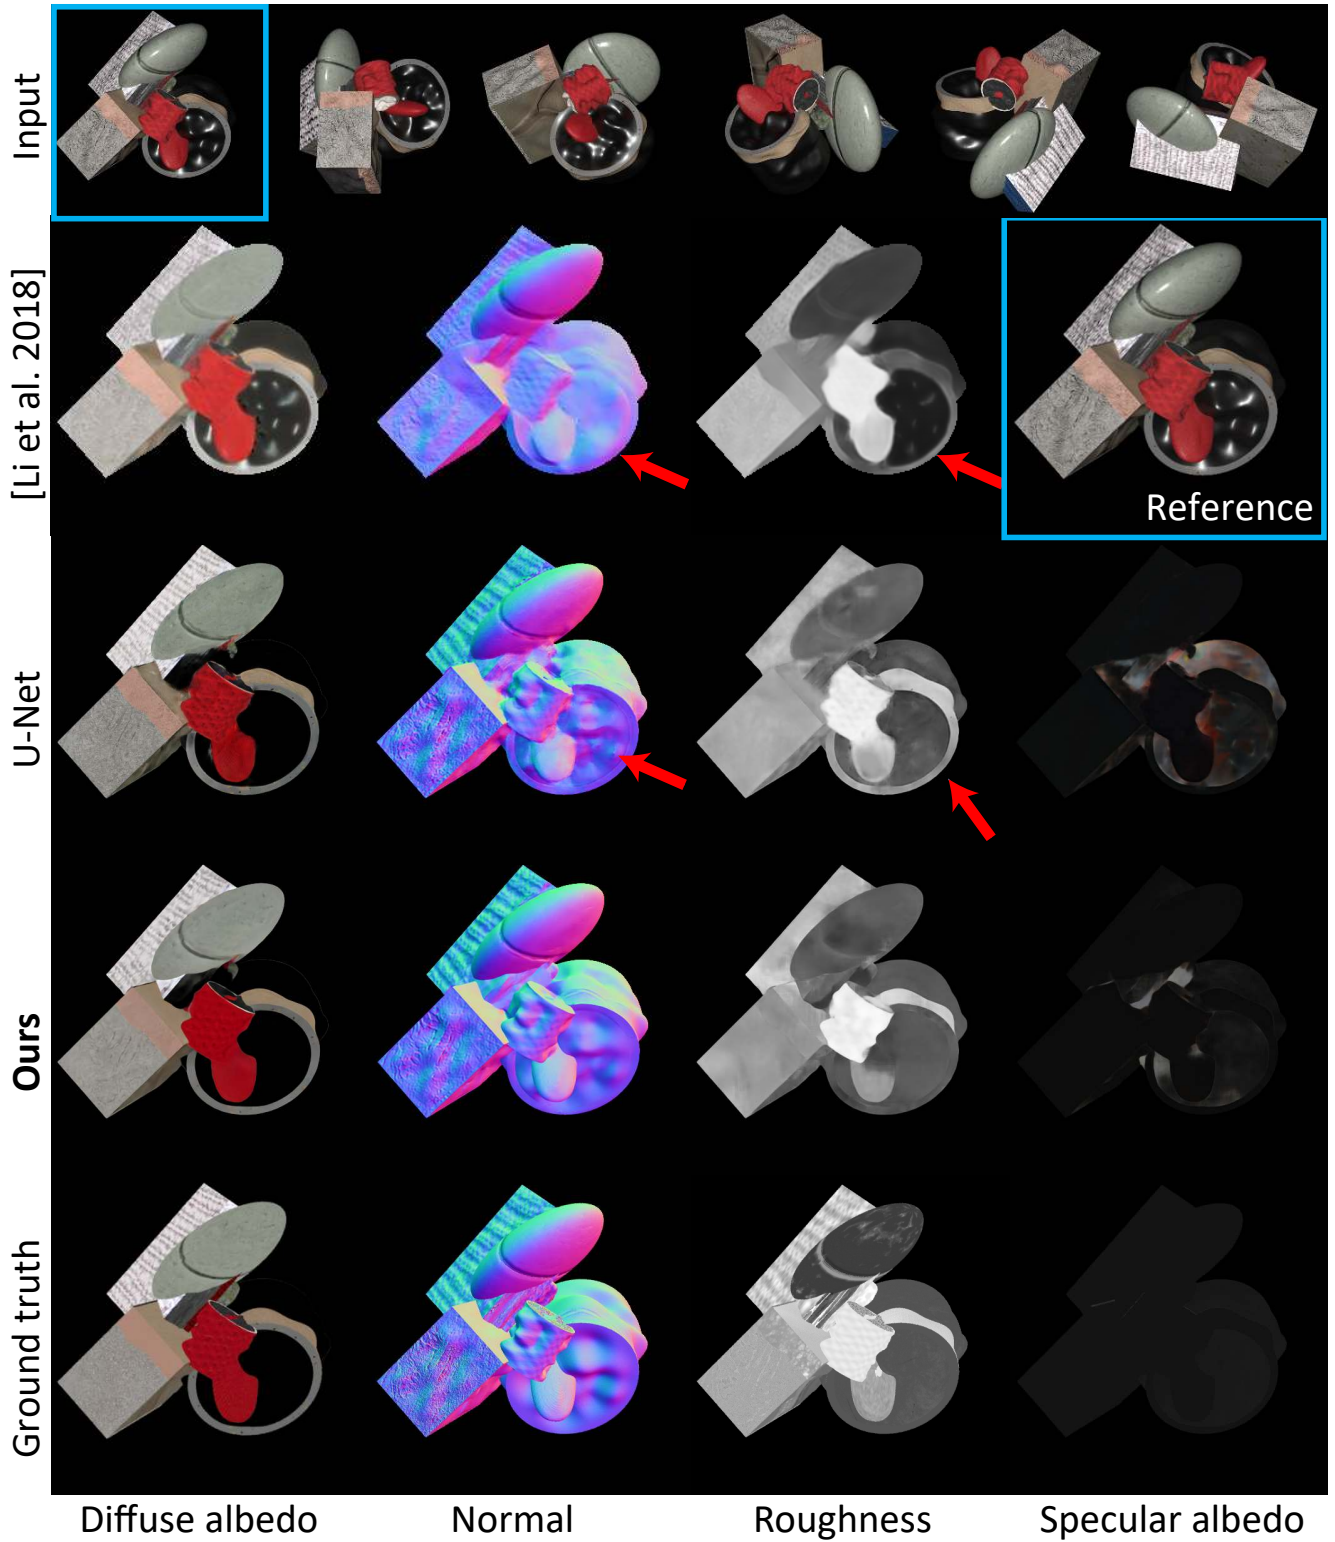 Input
[Li et al. 2018]
Reference
U-Net
Ours
Ground truth
Diffuse albedo
Normal
Roughness
Specular albedo